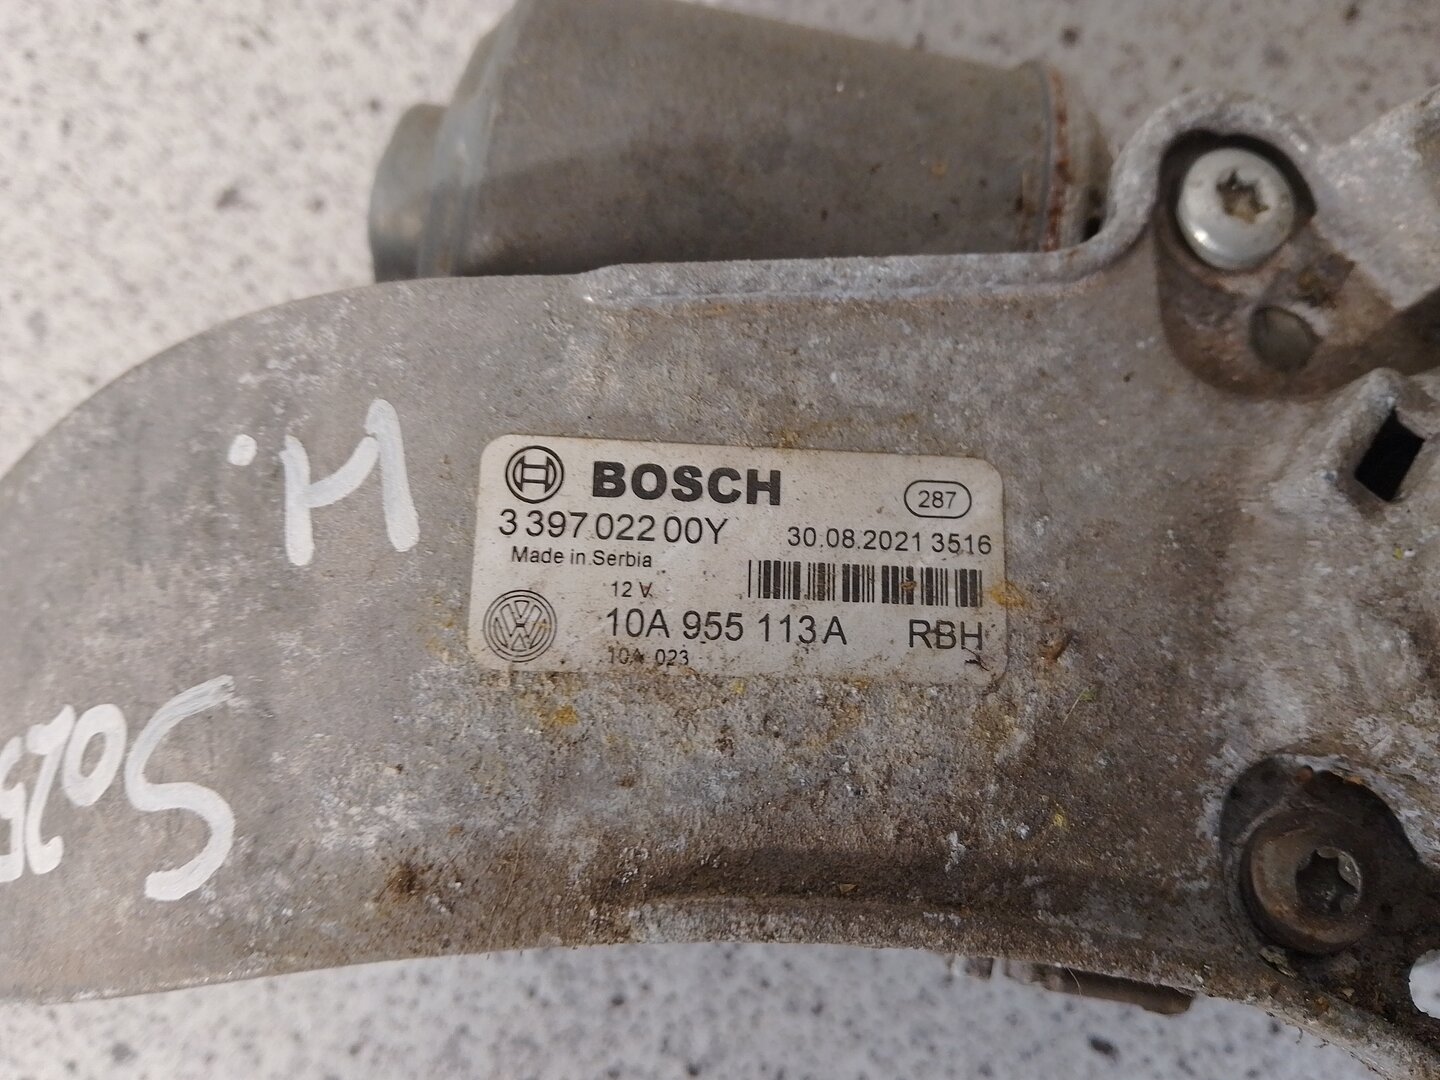 BOSCH
287
3 397 022 00Y
30.08.2021 3516
Made in Serbia
12 V
10A 955 113 A
RBH
10A 023
H.